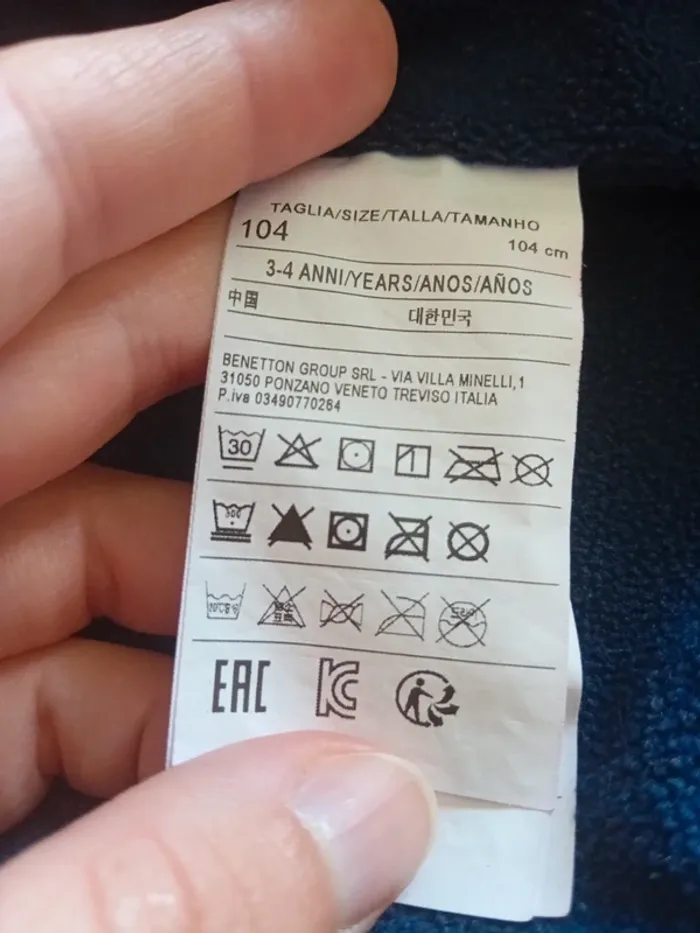 TAGLIA/SIZE/TALLA/TAMANHO
104 104 cm
3-4 ANNI/YEARS/ANOS/AÑOS
中国 대한민국
BENETTON GROUP SRL - VIA VILLA MINELLI,1
31050 PONZANO VENETO TREVISO ITALIA
P.iva 03490770264
30
EAC KC